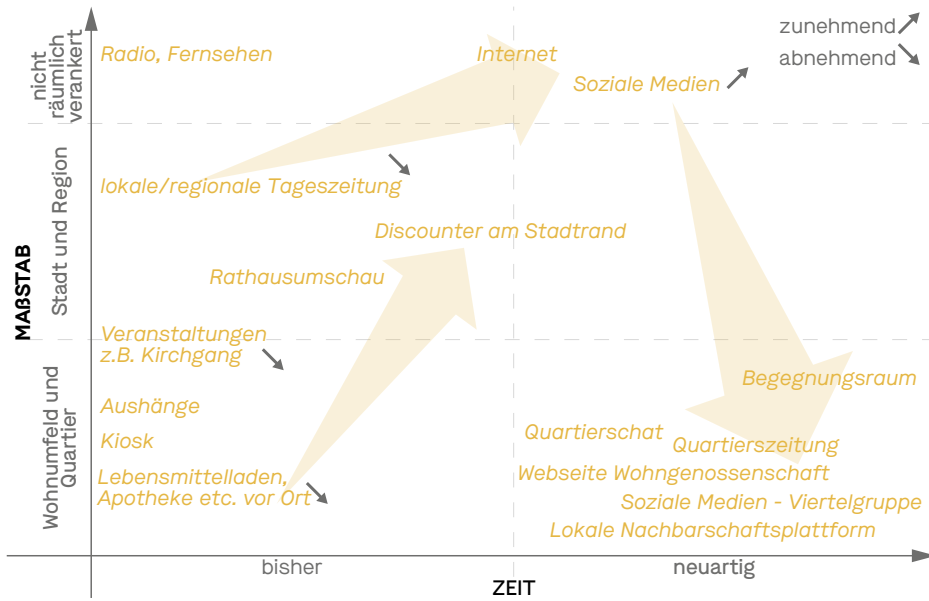 nicht
räumlich
verankert
Radio, Fernsehen
Internet
zunehmend
abnehmend
Soziale Medien
MAẞSTAB
Stadt und Region
lokale/regionale Tageszeitung
Discounter am Stadtrand
Rathausumschau
Wohnumfeld und
Quartier
Veranstaltungen
z.B. Kirchgang
Begegnungsraum
Aushänge
Kiosk
Quartierschat
Quartierszeitung
Lebensmittelladen,
Apotheke etc. vor Ort
Webseite Wohngenossenschaft
Soziale Medien - Viertelgruppe
Lokale Nachbarschaftsplattform
bisher
neuartig
ZEIT